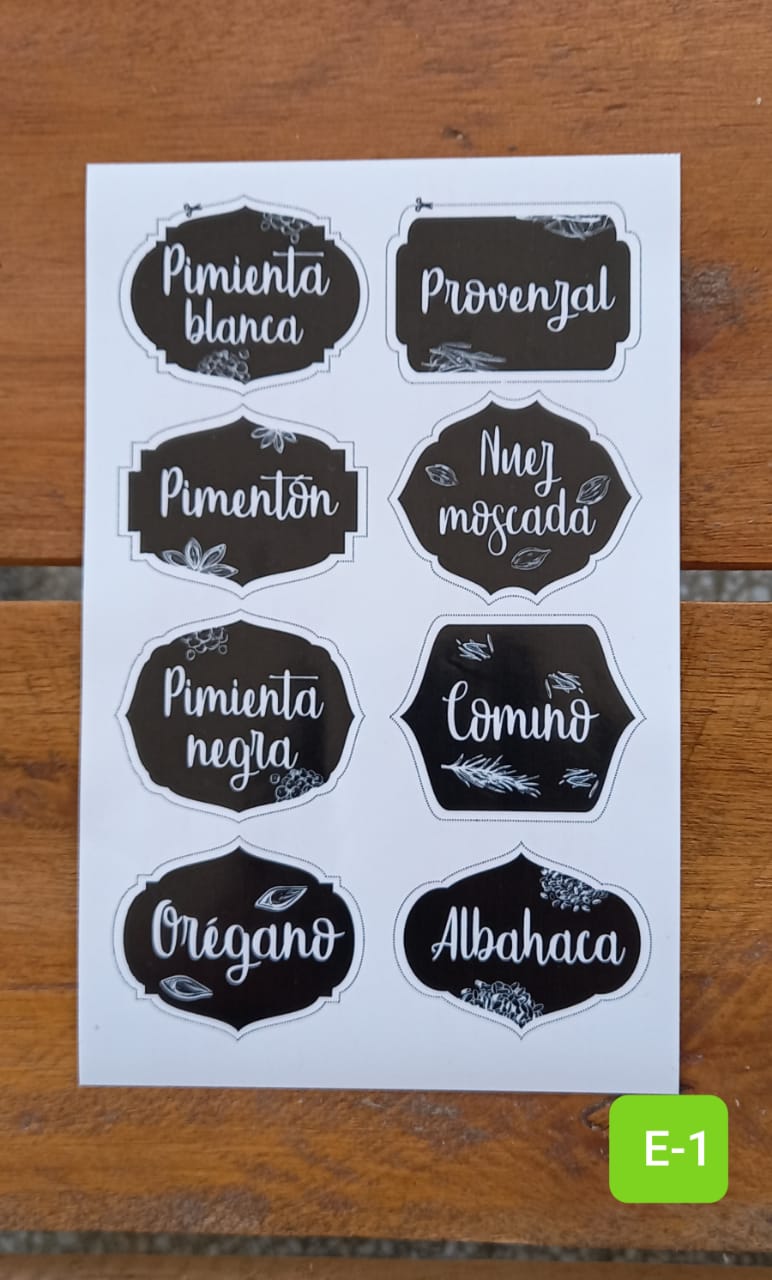 Pimienta
blanca
Provenzal
Pimentón
Nuez
moscada
Pimienta
negra
Comino
Orégano
Albahaca
E-1